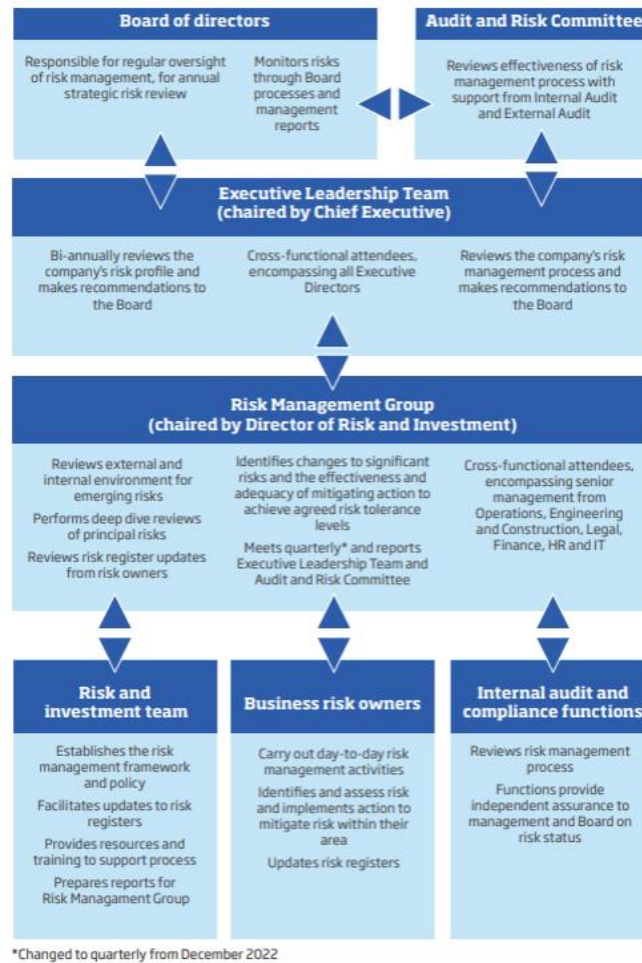 Board of directors
Responsible for regular oversight
of risk management, for annual
strategic risk review
Monitors risks
through Board
processes and
management
reports
Audit and Risk Committee
Reviews effectiveness of risk
management process with
support from Internal Audit
and External Audit
Executive Leadership Team
(chaired by Chief Executive)
Bi-annually reviews the
company's risk profile and
makes recommendations to
the Board
Cross-functional attendees,
encompassing all Executive
Directors
Reviews the company's risk
management process and
makes recommendations to
the Board
Risk Management Group
(chaired by Director of Risk and Investment)
Reviews external and
internal environment for
emerging risks
Performs deep dive reviews
of principal risks
Reviews risk register updates
from risk owners
Identifies changes to significant
risks and the effectiveness and
adequacy of mitigating action to
achieve agreed risk tolerance
levels
Meets quarterly* and reports
Executive Leadership Team and
Audit and Risk Committee
Cross-functional attendees,
encompassing senior
management from
Operations, Engineering
and Construction, Legal,
Finance, HR and IT
Risk and
investment team
Establishes the risk
management framework
and policy
Facilitates updates to risk
registers
Provides resources and
training to support process
Prepares reports for
Risk Managament Group
Business risk owners
Carry out day-to-day risk
management activities
Identifies and assess risk
and implements action to
mitigate risk within their
area
Updates risk registers
Internal audit and
compliance functions
Reviews risk management
process
Functions provide
independent assurance to
management and Board on
risk status
*Changed to quarterly from December 2022